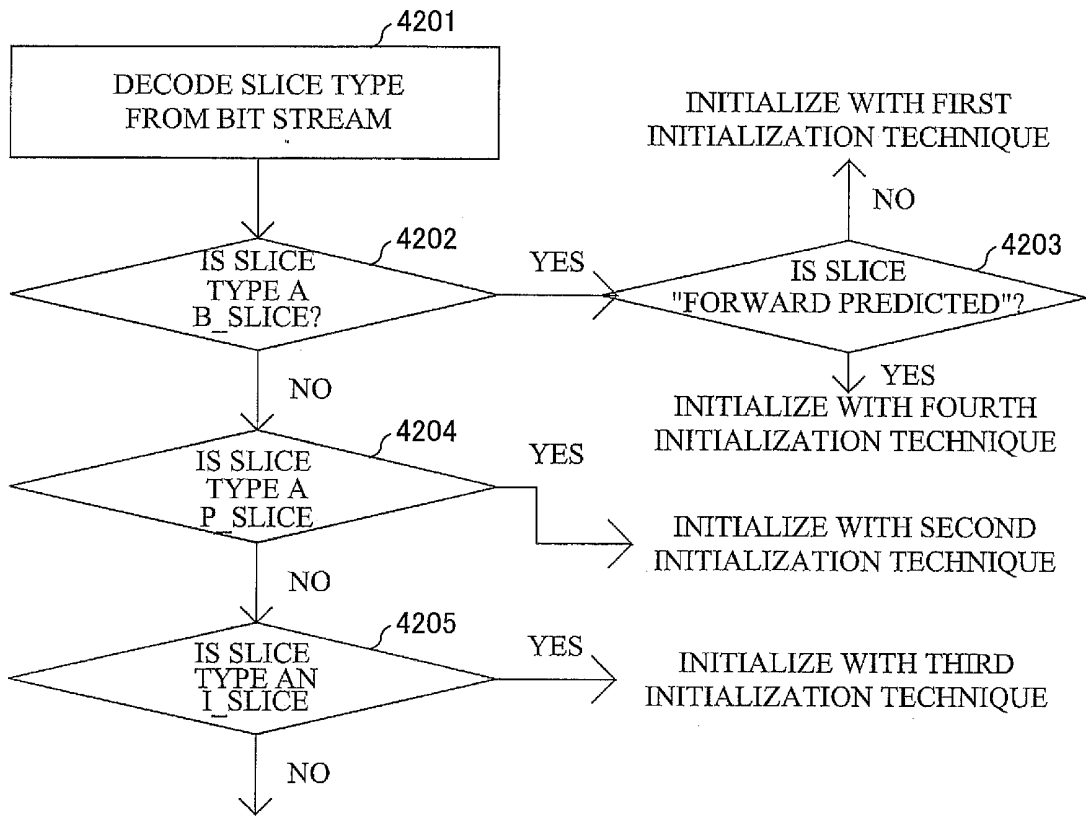 4201
DECODE SLICE TYPE
FROM BIT STREAM
INITIALIZE WITH FIRST
INITIALIZATION TECHNIQUE
NO
4202
IS SLICE
TYPE A
B_SLICE?
YES
4203
IS SLICE
"FORWARD PREDICTED"?
YES
INITIALIZE WITH FOURTH
INITIALIZATION TECHNIQUE
NO
4204
IS SLICE
TYPE A
P_SLICE
YES
INITIALIZE WITH SECOND
INITIALIZATION TECHNIQUE
NO
4205
IS SLICE
TYPE AN
I_SLICE
YES
INITIALIZE WITH THIRD
INITIALIZATION TECHNIQUE
NO